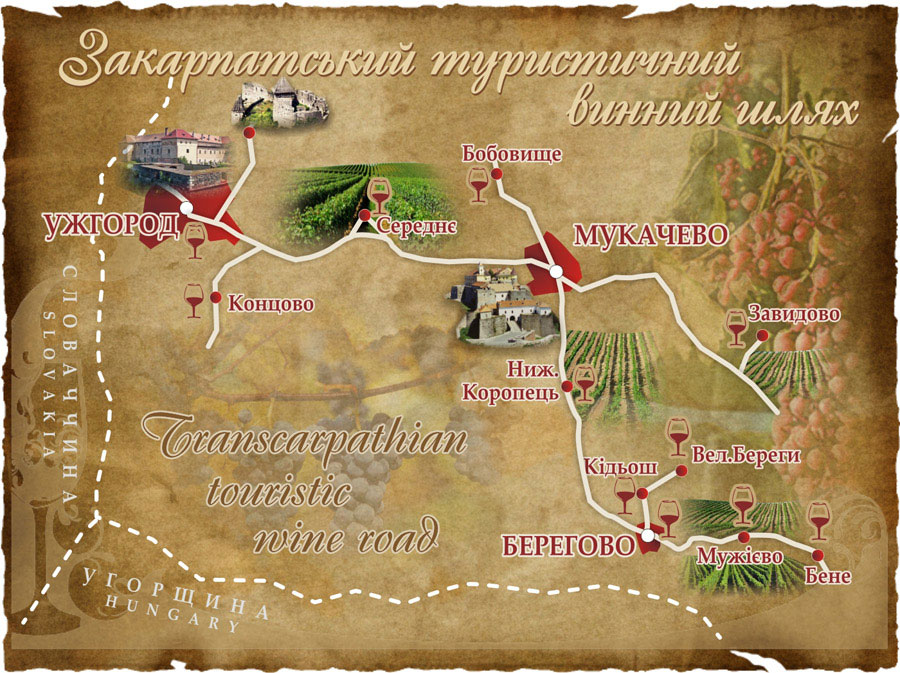 Закарпатський туристичний
винний шлях
Бобовище
УЖГОРОД
Середнє
МУКАЧЕВО
Концово
Завидово
СЛОВАЧЧИНА
SLOVAKIA
Ниж.
Коропець
Transcarpathian
touristic
wine road
Кідьош
Вел.Береги
БЕРЕГОВО
Мужієво
Бене
УГОРЩИНА
HUNGARY